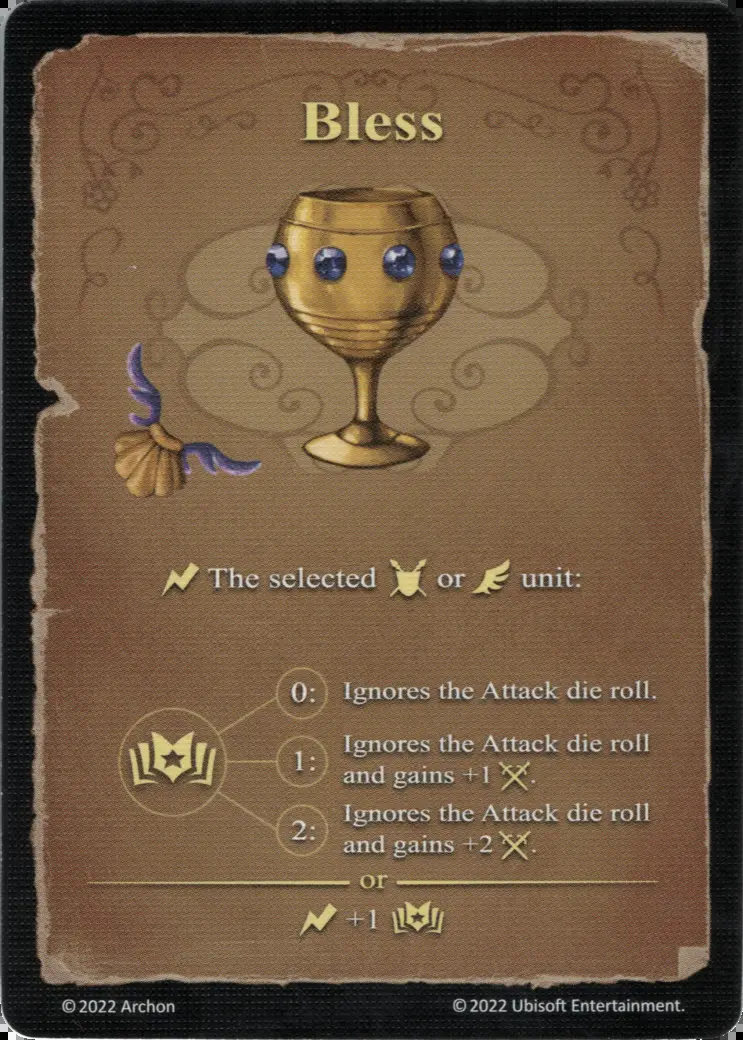 Bless
The selected or unit:
0: Ignores the Attack die roll.
1: Ignores the Attack die roll
and gains +1 .
2: Ignores the Attack die roll
and gains +2 .
or
+1
© 2022 Archon
© 2022 Ubisoft Entertainment.